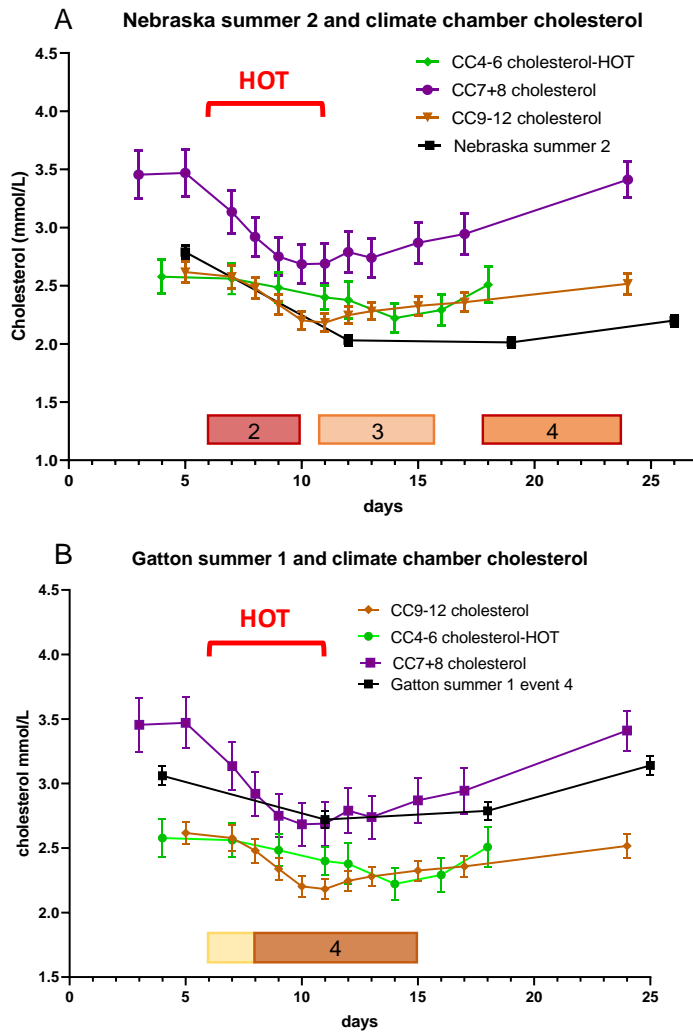 A
Nebraska summer 2 and climate chamber cholesterol
HOT
CC4-6 cholesterol-HOT
CC7+8 cholesterol
CC9-12 cholesterol
Nebraska summer 2
Cholesterol (mmol/L)
4.5
4.0
3.5
3.0
2.5
2.0
1.5
1.0
2
3
4
0
5
10
15
20
25
days
B
Gatton summer 1 and climate chamber cholesterol
HOT
CC9-12 cholesterol
CC4-6 cholesterol-HOT
CC7+8 cholesterol
Gatton summer 1 event 4
cholesterol mmol/L
4.5
4.0
3.5
3.0
2.5
2.0
1.5
4
0
5
10
15
20
25
days